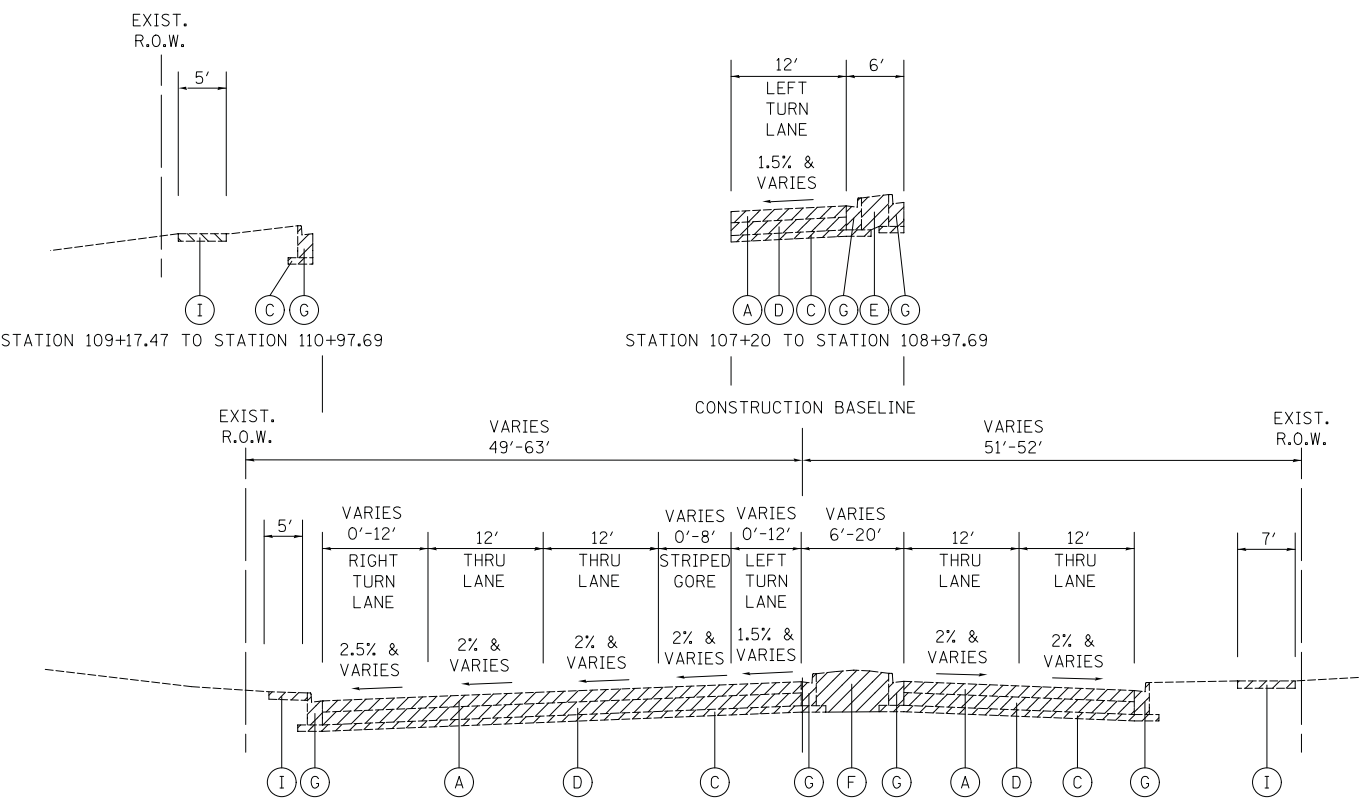 EXIST.
R.O.W.
5'
12'
6'
LEFT
TURN
LANE
1.5% &
VARIES
I
C
G
A
D
C
G
E
G
STATION 109+17.47 TO STATION 110+97.69
STATION 107+20 TO STATION 108+97.69
CONSTRUCTION BASELINE
EXIST.
R.O.W.
VARIES
49'-63'
VARIES
51'-52'
EXIST.
R.O.W.
5'
VARIES
0'-12'
RIGHT
TURN
LANE
2.5% &
VARIES
12'
THRU
LANE
2% &
VARIES
12'
THRU
LANE
2% &
VARIES
VARIES
0'-8'
STRIPED
GORE
2% &
VARIES
VARIES
0'-12'
LEFT
TURN
LANE
1.5% &
VARIES
VARIES
6'-20'
12'
THRU
LANE
2% &
VARIES
12'
THRU
LANE
2% &
VARIES
7'
I
G
A
D
C
G
F
G
A
D
C
G
I